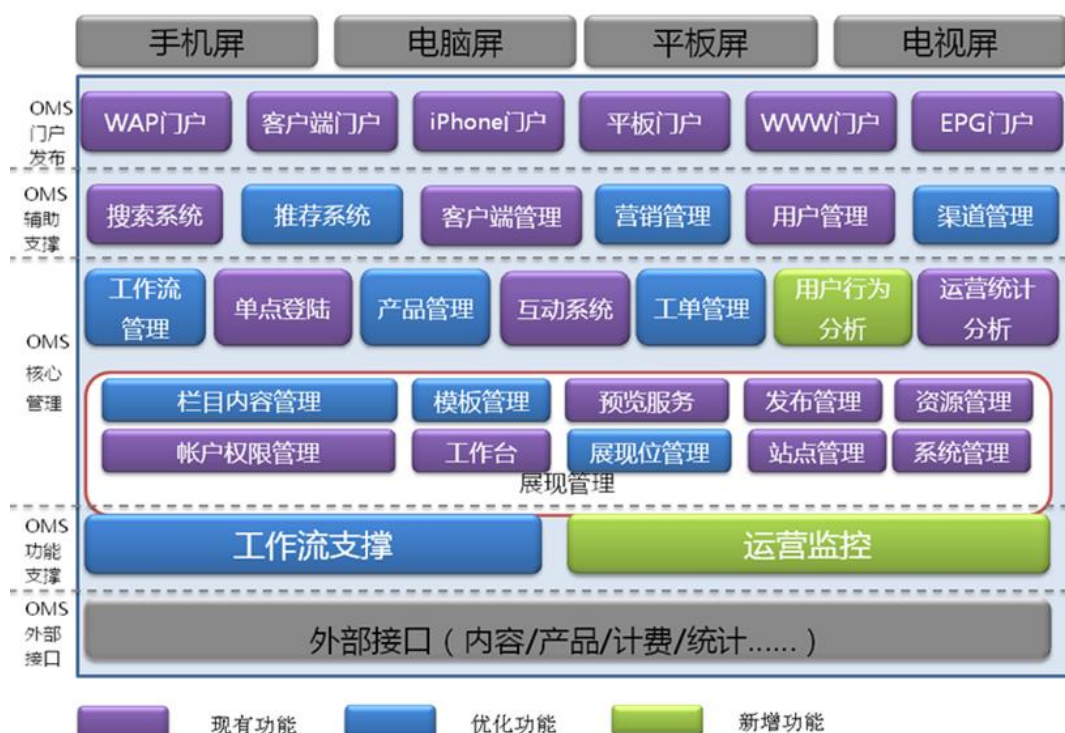 手机屏 电脑屏 平板屏 电视屏
OMS
门户
发布
WAP门户 客户端门户 iPhone门户 平板门户 WWW门户 EPG门户
OMS
辅助
支撑
搜索系统 推荐系统 客户端管理 营销管理 用户管理 渠道管理
OMS
核心
管理
工作流
管理
单点登陆 产品管理 互动系统 工单管理
用户行为
分析
运营统计
分析
栏目内容管理 模板管理 预览服务 发布管理 资源管理
帐户权限管理 工作台 展现位管理 站点管理 系统管理
展现管理
OMS
功能
支撑
工作流支撑 运营监控
OMS
外部
接口
外部接口（内容/产品/计费/统计......）
现有功能 优化功能 新增功能